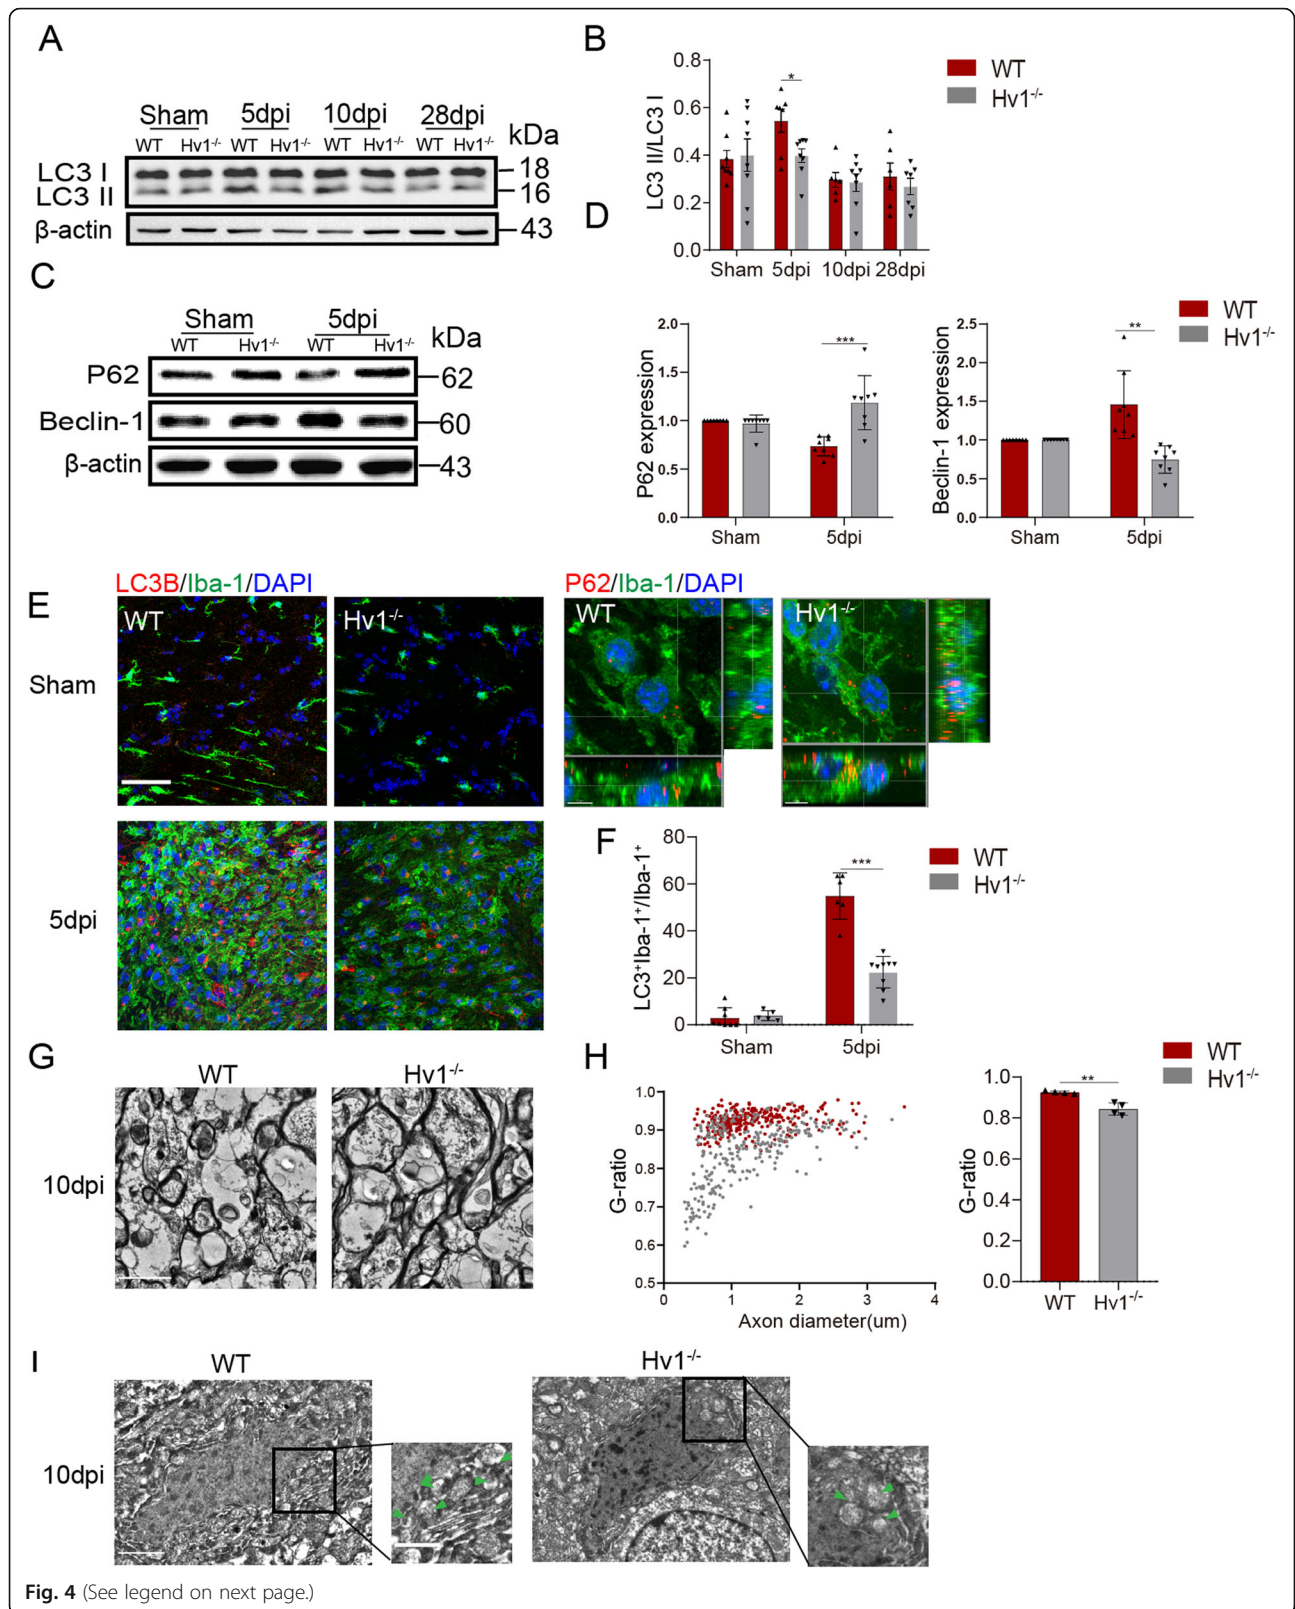 A
Sham 5dpi 10dpi 28dpi
WT Hv1-/- WT Hv1-/- WT Hv1-/- WT Hv1-/- kDa
LC3 I 18
LC3 II 16
β-actin 43
B
LC3 II/LC3 I
0.8
0.6
0.4
0.2
0.0
*
Sham 5dpi 10dpi 28dpi
WT
Hv1-/-
C
Sham 5dpi
WT Hv1-/- WT Hv1-/- kDa
P62 62
Beclin-1 60
β-actin 43
D
P62 expression
2.0
1.5
1.0
0.5
0.0
***
Sham 5dpi
Beclin-1 expression
2.5
2.0
1.5
1.0
0.5
0.0
**
Sham 5dpi
WT
Hv1-/-
E
LC3B/Iba-1/DAPI
WT Hv1-/-
Sham
5dpi
P62/Iba-1/DAPI
WT Hv1-/-
F
LC3+Iba-1+/Iba-1+
80
60
40
20
0
***
Sham 5dpi
WT
Hv1-/-
G
WT Hv1-/-
10dpi
H
G-ratio
1.0
0.9
0.8
0.7
0.6
0.5
0 1 2 3 4
Axon diameter(um)
G-ratio
1.0
0.8
0.6
0.4
0.2
0.0
**
WT Hv1-/-
WT
Hv1-/-
I
WT Hv1-/-
10dpi
Fig. 4 (See legend on next page.)